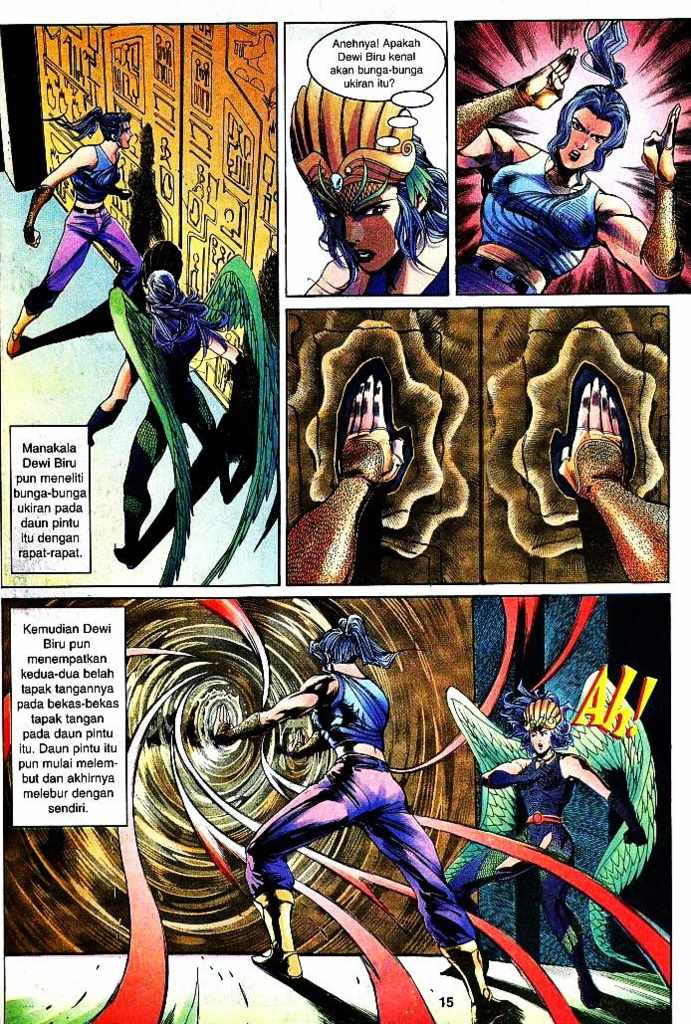 Manakala
Dewi Biru
pun meneliti
bunga-bunga
ukiran pada
daun pintu
itu dengan
rapat-rapat.
Anehnya! Apakah
Dewi Biru kenal
akan bunga-bunga
ukiran itu?
Kemudian Dewi
Biru pun
menempatkan
kedua-dua belah
tapak tangannya
pada bekas-bekas
tapak tangan
pada daun pintu
itu. Daun pintu itu
pun mulai melem-
but dan akhirnya
melebur dengan
sendiri.
Ah!
15